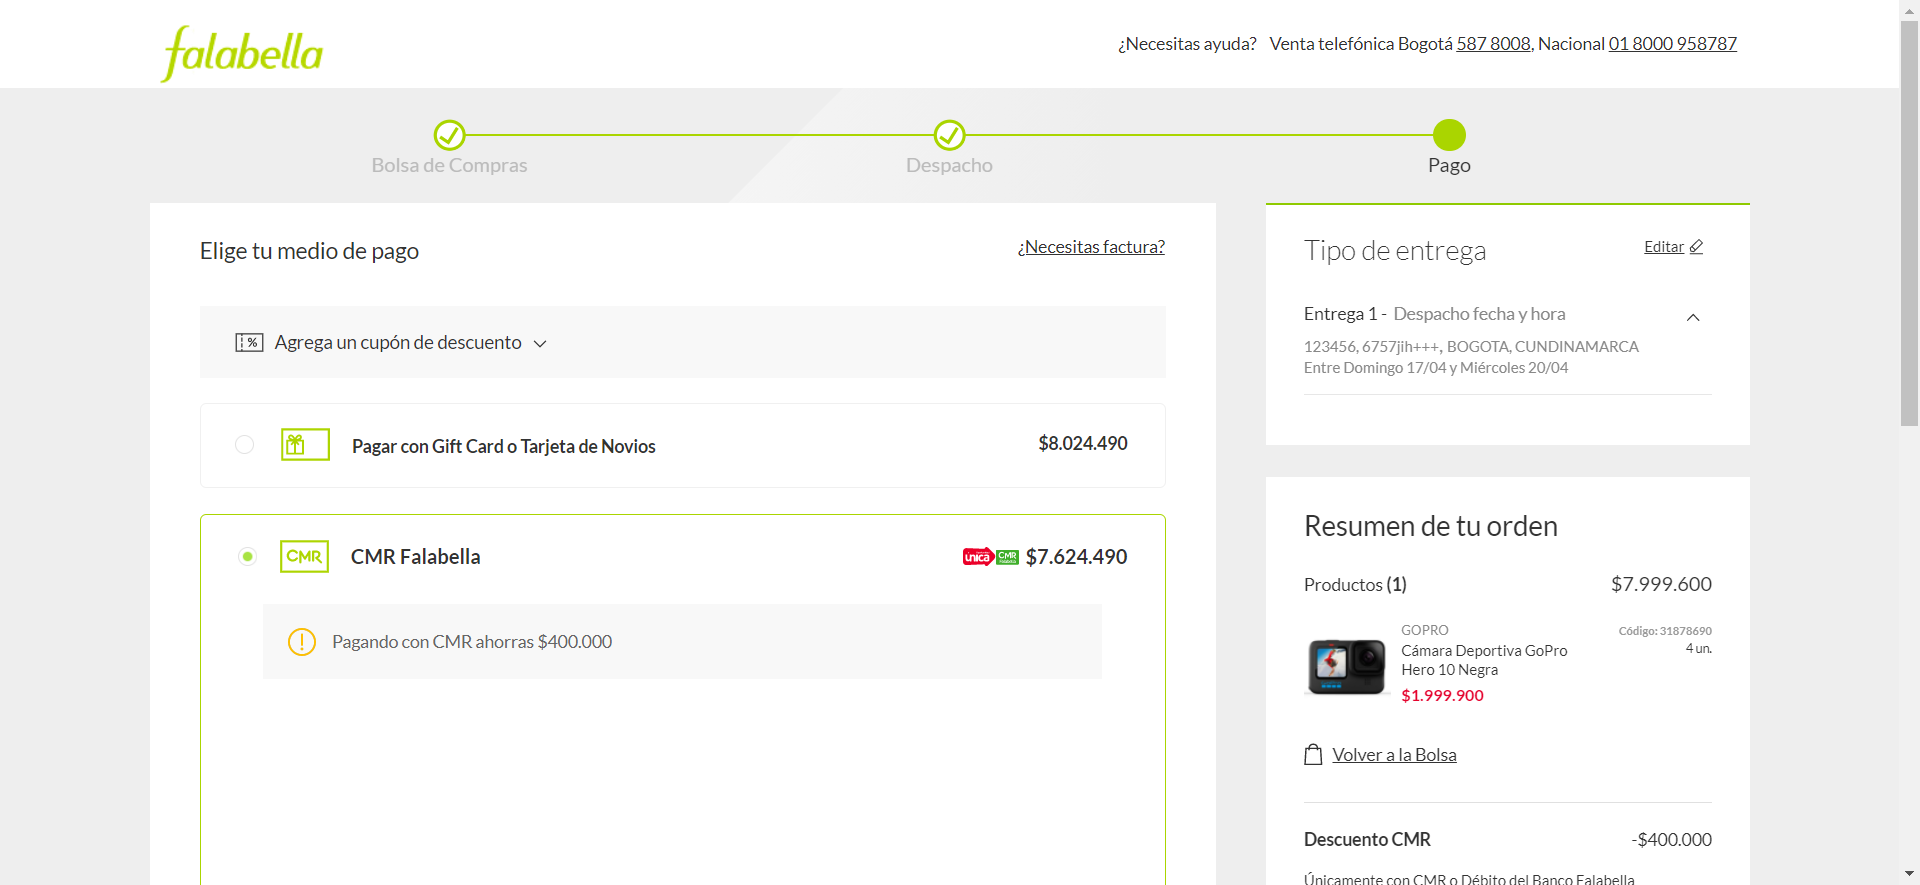 falabella
¿Necesitas ayuda? Venta telefónica Bogotá 587 8008, Nacional 01 8000 958787
Bolsa de Compras
Despacho
Pago
Elige tu medio de pago
¿Necesitas factura?
% Agrega un cupón de descuento
Pagar con Gift Card o Tarjeta de Novios
$8.024.490
CMR CMR Falabella
única CMR $7.624.490
Pagando con CMR ahorras $400.000
Tipo de entrega
Editar
Entrega 1 - Despacho fecha y hora
123456, 6757jih+++, BOGOTA, CUNDINAMARCA
Entre Domingo 17/04 y Miércoles 20/04
Resumen de tu orden
Productos (1)
$7.999.600
GOPRO
Código: 31878690
Cámara Deportiva GoPro
4 un.
Hero 10 Negra
$1.999.900
Volver a la Bolsa
Descuento CMR
-$400.000
Únicamente con CMR o Débito del Banco Falabella